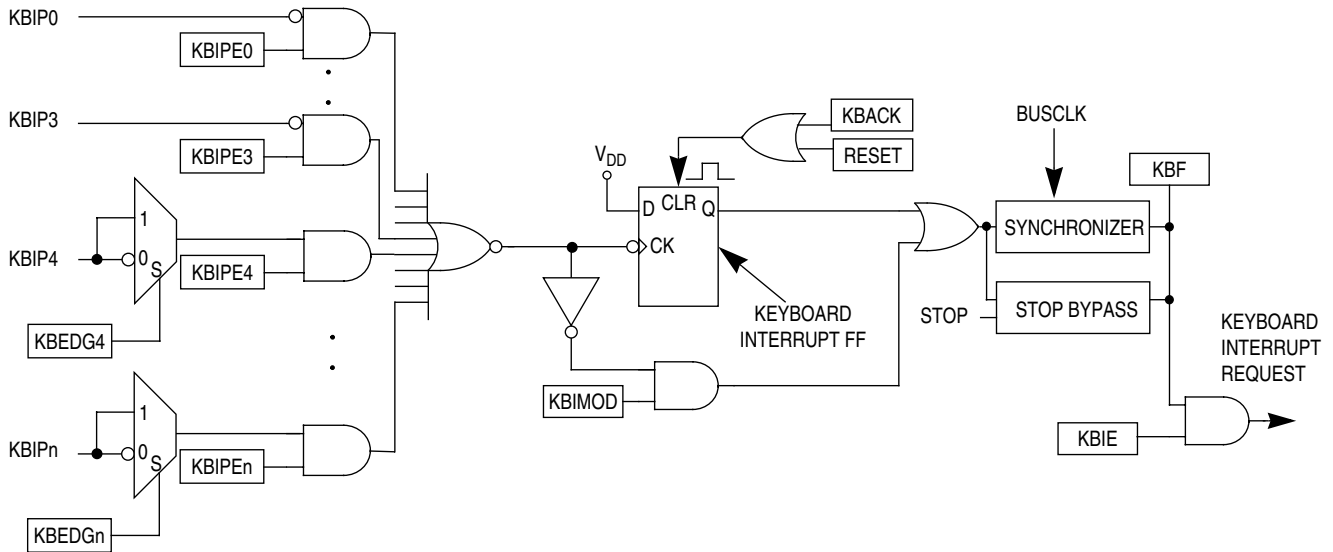 KBIP0
KBIPE0
KBIP3
KBIPE3
1
0
S
KBIP4
KBIPE4
KBEDG4
1
0
S
KBIPn
KBIPEn
KBEDGn
VDD
D
CLR
Q
CK
KBACK
RESET
KEYBOARD
INTERRUPT FF
KBIMOD
BUSCLK
SYNCHRONIZER
KBF
STOP
STOP BYPASS
KEYBOARD
INTERRUPT
REQUEST
KBIE